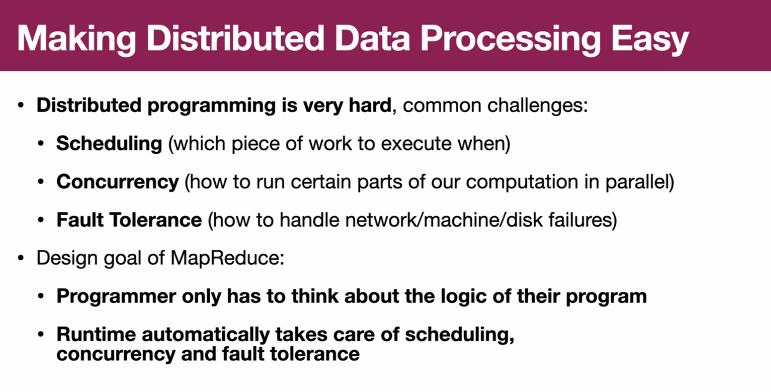 Making Distributed Data Processing Easy
• Distributed programming is very hard, common challenges:
• Scheduling (which piece of work to execute when)
• Concurrency (how to run certain parts of our computation in parallel)
• Fault Tolerance (how to handle network/machine/disk failures)
• Design goal of MapReduce:
• Programmer only has to think about the logic of their program
• Runtime automatically takes care of scheduling,
concurrency and fault tolerance